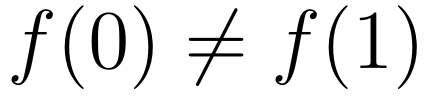 f(0) ≠ f(1)